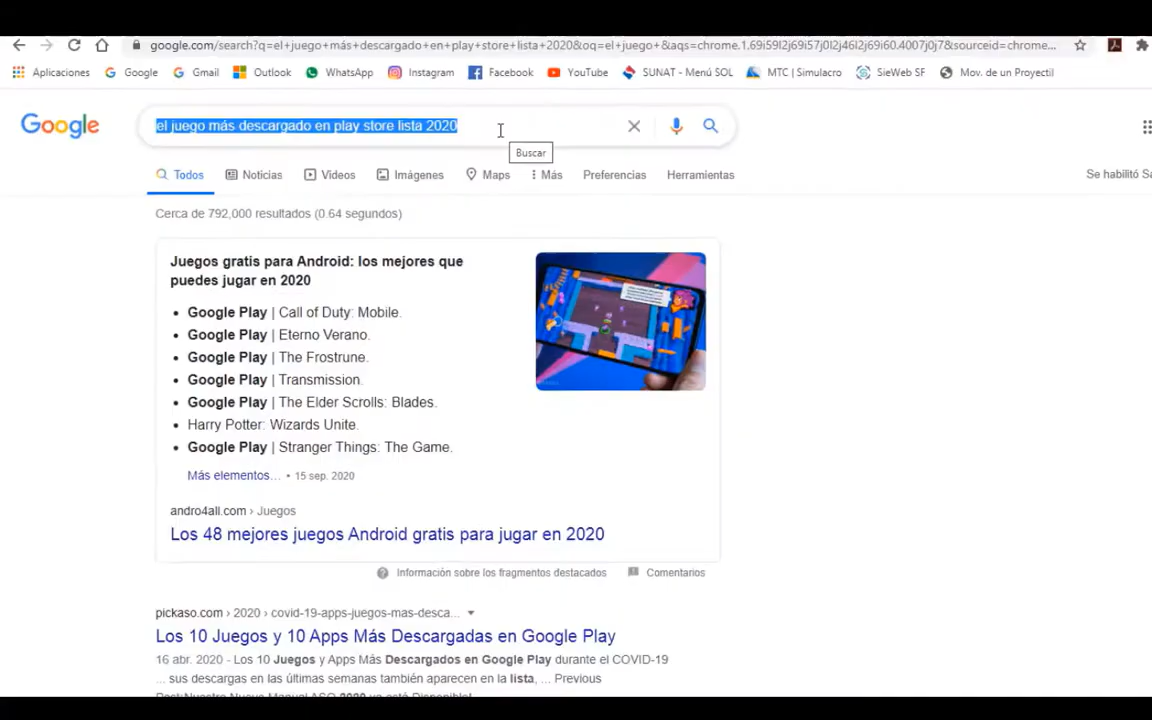 google.com/search?q=el+juego+más+descargado+en+play+store+lista+2020&oq=el+juego+&aqs=chrome.1.69i59l2j69i57j0l2j46l2j69i60.4007j0j7&sourceid=chrome...
Aplicaciones Google Gmail Outlook WhatsApp Instagram Facebook YouTube SUNAT - Menú SOL MTC | Simulacro SieWeb SF Mov. de un Proyectil
Google el juego más descargado en play store lista 2020
Buscar
Todos Noticias Videos Imágenes Maps Más Preferencias Herramientas Se habilitó
Cerca de 792,000 resultados (0.64 segundos)
Juegos gratis para Android: los mejores que
puedes jugar en 2020
• Google Play | Call of Duty: Mobile.
• Google Play | Eterno Verano.
• Google Play | The Frostrune.
• Google Play | Transmission.
• Google Play | The Elder Scrolls: Blades.
• Harry Potter: Wizards Unite.
• Google Play | Stranger Things: The Game.
Más elementos... • 15 sep. 2020
andro4all.com › Juegos
Los 48 mejores juegos Android gratis para jugar en 2020
Información sobre los fragmentos destacados Comentarios
pickaso.com › 2020 › covid-19-apps-juegos-mas-desca...
Los 10 Juegos y 10 Apps Más Descargadas en Google Play
16 abr. 2020 - Los 10 Juegos y Apps Más Descargados en Google Play durante el COVID-19
... sus descargas en las últimas semanas también aparecen en la lista, ... Previous
Post:Nuestro Nuevo Manual ASO 2020 ya está Disponible!